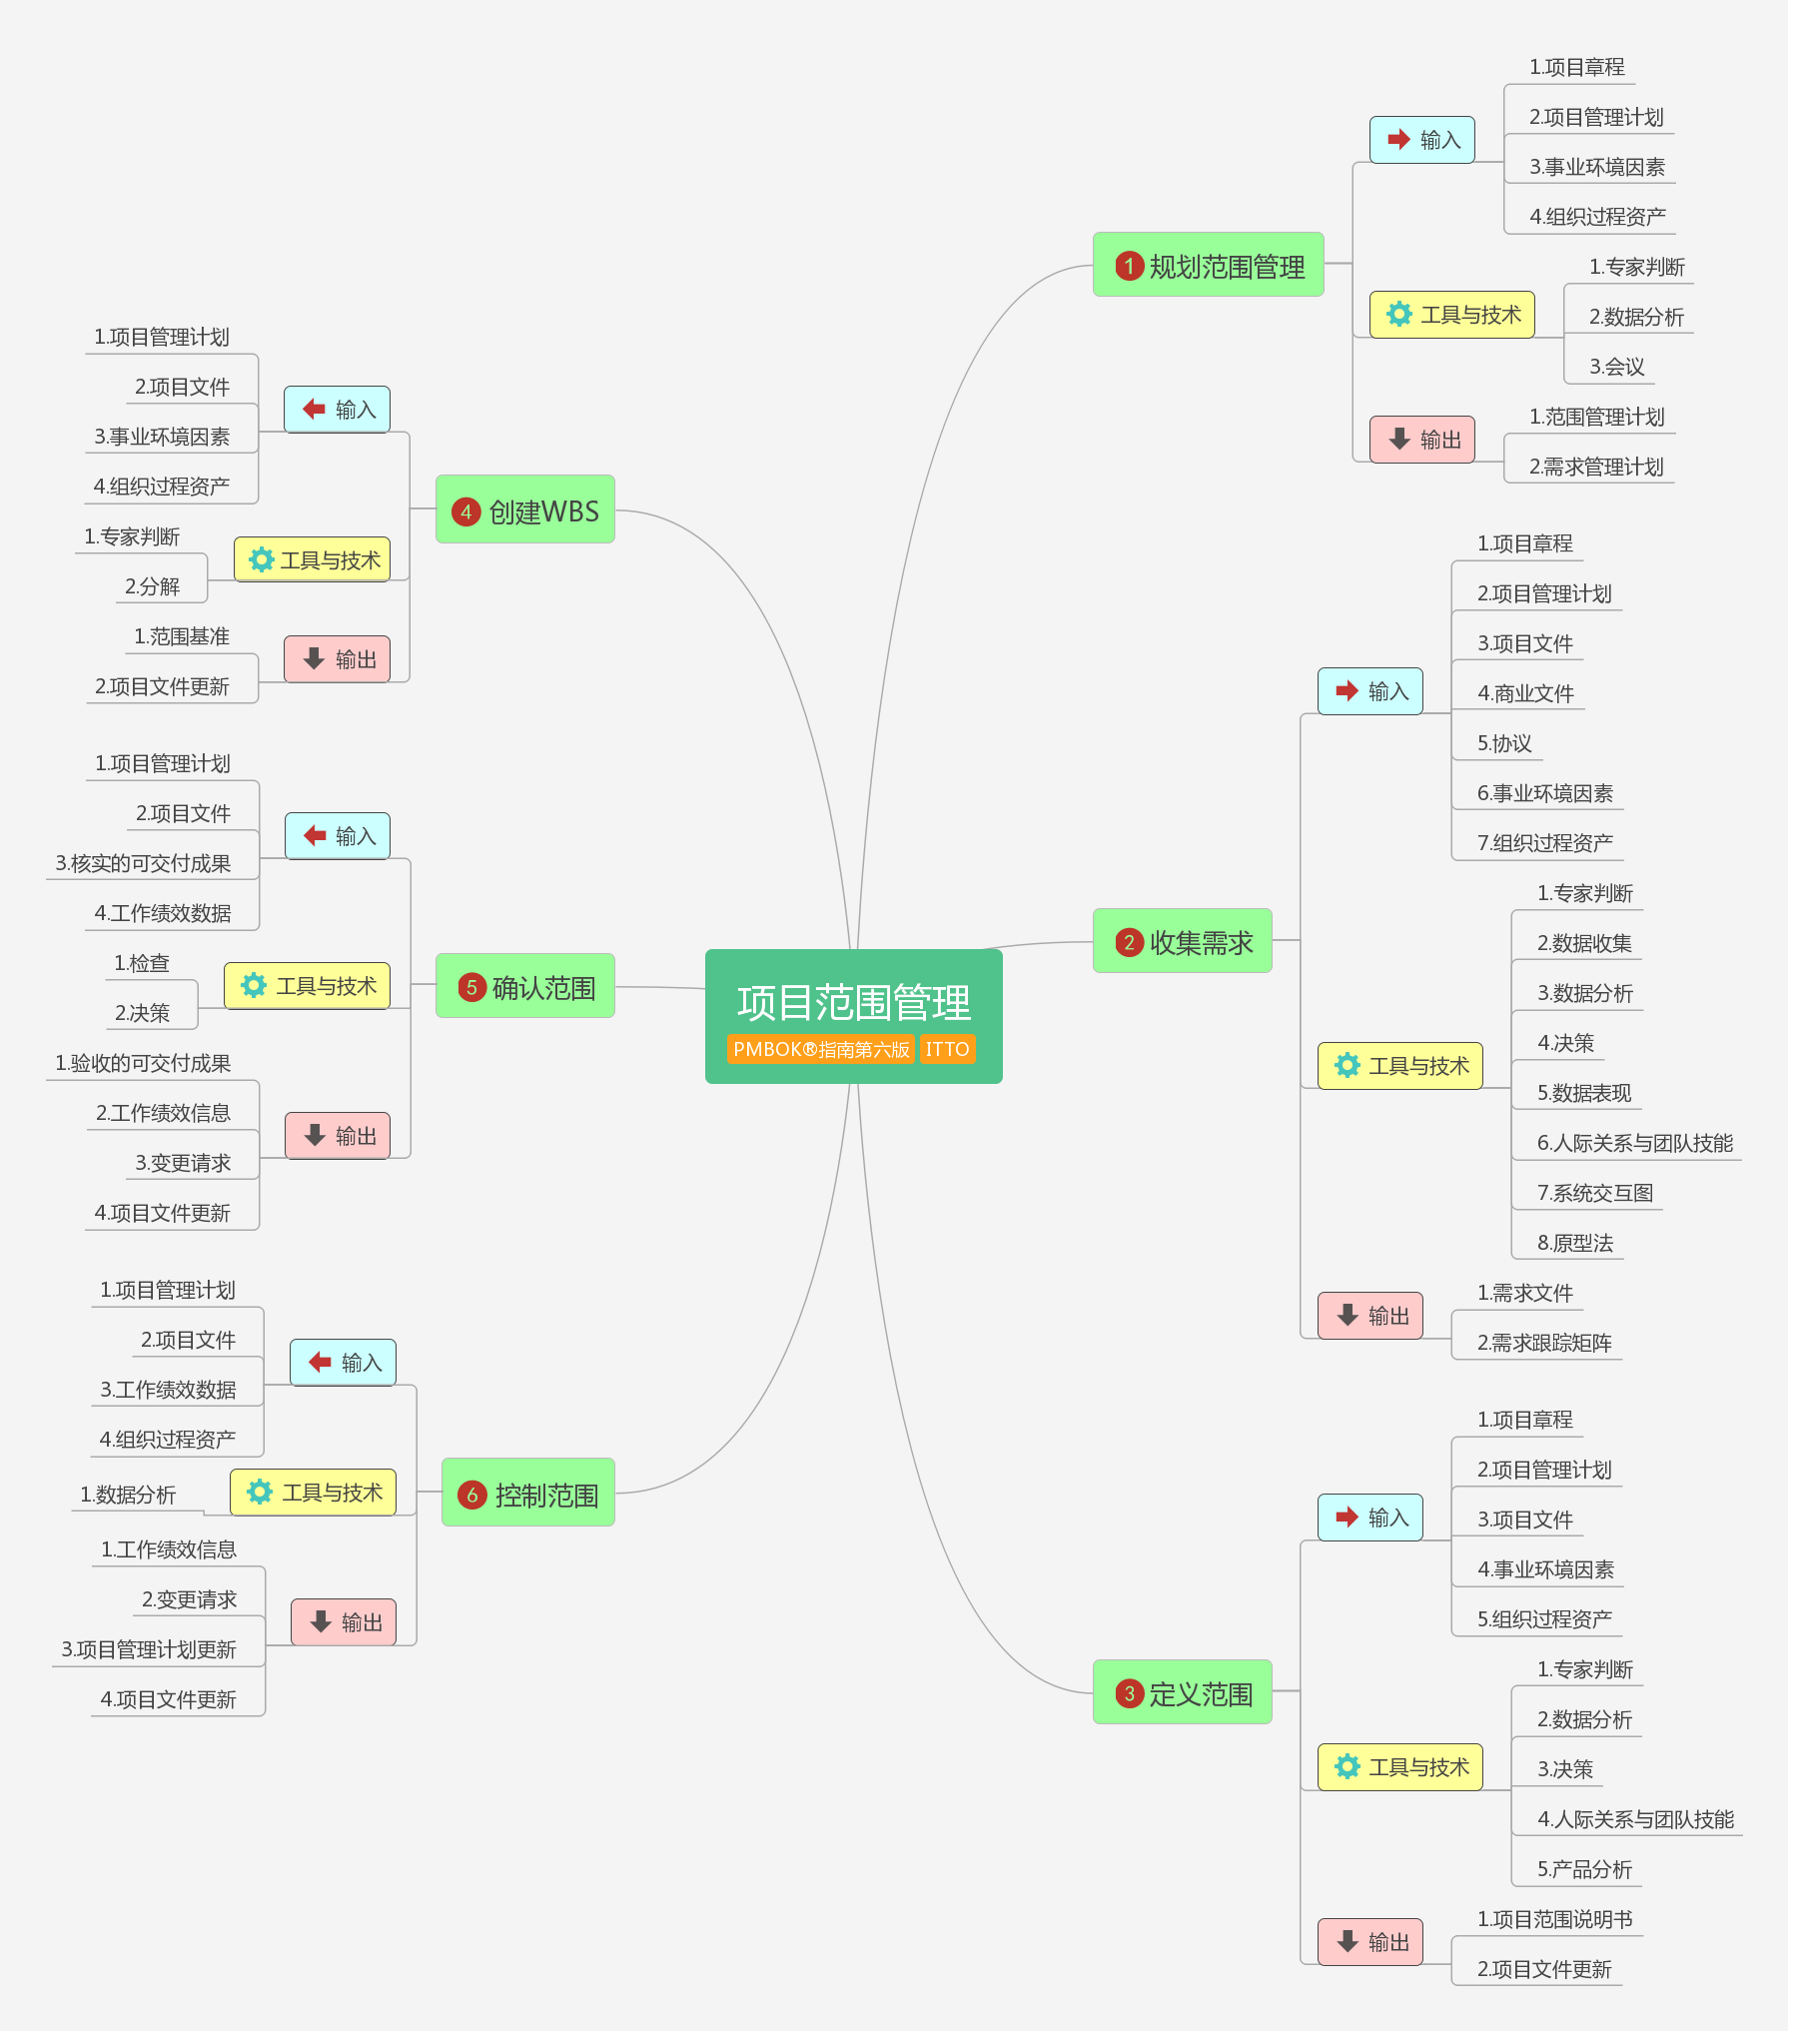 项目范围管理
PMBOK®指南第六版 ITTO
1 规划范围管理
输入
1.项目章程
2.项目管理计划
3.事业环境因素
4.组织过程资产
工具与技术
1.专家判断
2.数据分析
3.会议
输出
1.范围管理计划
2.需求管理计划
2 收集需求
输入
1.项目章程
2.项目管理计划
3.项目文件
4.商业文件
5.协议
6.事业环境因素
7.组织过程资产
工具与技术
1.专家判断
2.数据收集
3.数据分析
4.决策
5.数据表现
6.人际关系与团队技能
7.系统交互图
8.原型法
输出
1.需求文件
2.需求跟踪矩阵
3 定义范围
输入
1.项目章程
2.项目管理计划
3.项目文件
4.事业环境因素
5.组织过程资产
工具与技术
1.专家判断
2.数据分析
3.决策
4.人际关系与团队技能
5.产品分析
输出
1.项目范围说明书
2.项目文件更新
4 创建WBS
输入
1.项目管理计划
2.项目文件
3.事业环境因素
4.组织过程资产
工具与技术
1.专家判断
2.分解
输出
1.范围基准
2.项目文件更新
5 确认范围
输入
1.项目管理计划
2.项目文件
3.核实的可交付成果
4.工作绩效数据
工具与技术
1.检查
2.决策
输出
1.验收的可交付成果
2.工作绩效信息
3.变更请求
4.项目文件更新
6 控制范围
输入
1.项目管理计划
2.项目文件
3.工作绩效数据
4.组织过程资产
工具与技术
1.数据分析
输出
1.工作绩效信息
2.变更请求
3.项目管理计划更新
4.项目文件更新